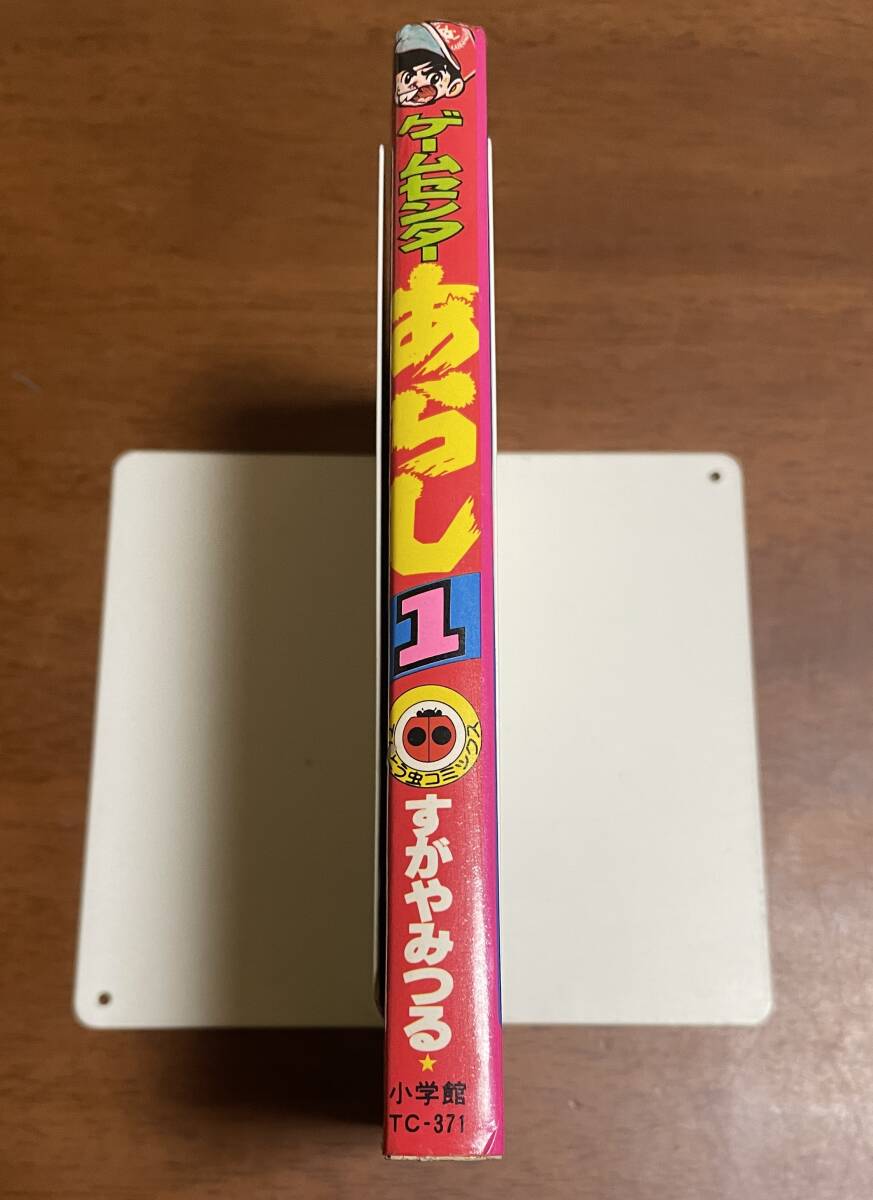 ゲームセンター
あらし
1
てんとう虫コミックス
すがやみつる★
小学館
TC-371